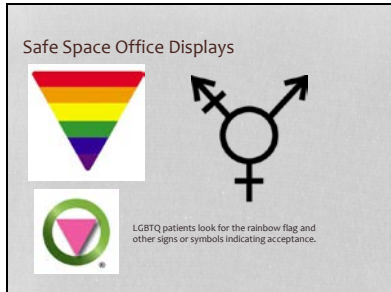 Safe Space Office Displays
LGBTQ patients look for the rainbow flag and
other signs or symbols indicating acceptance.
®